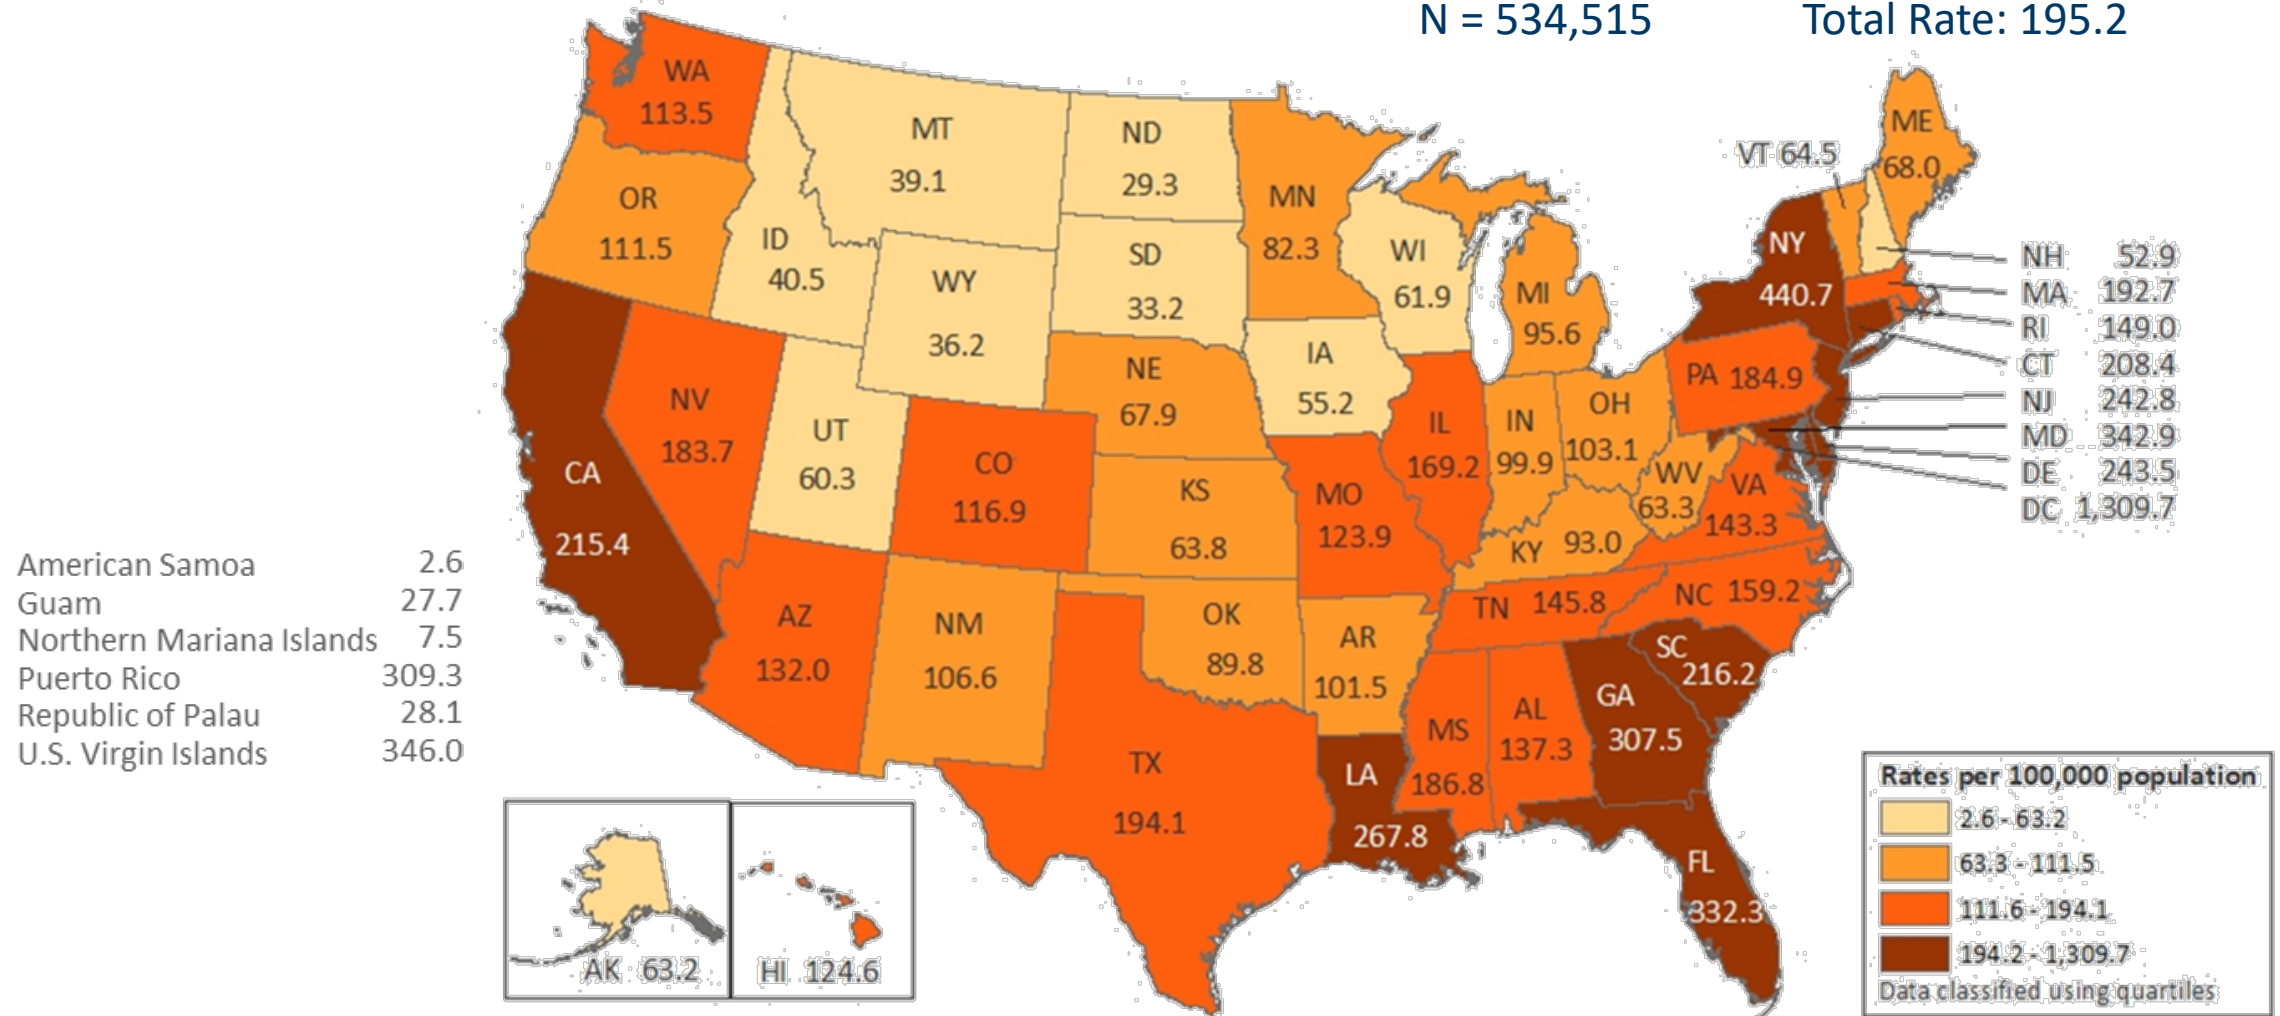 N = 534,515
Total Rate: 195.2
WA
113.5
OR
111.5
CA
215.4
NV
183.7
ID
40.5
MT
39.1
WY
36.2
UT
60.3
CO
116.9
AZ
132.0
NM
106.6
ND
29.3
SD
33.2
NE
67.9
KS
63.8
OK
89.8
TX
194.1
MN
82.3
IA
55.2
MO
123.9
AR
101.5
LA
267.8
WI
61.9
IL
169.2
MI
95.6
IN
99.9
OH
103.1
KY 93.0
TN 145.8
MS
186.8
AL
137.3
GA
307.5
FL
332.3
SC
216.2
NC 159.2
VA
143.3
WV
63.3
PA 184.9
NY
440.7
VT 64.5
ME
68.0
NH 52.9
MA 192.7
RI 149.0
CT 208.4
NJ 242.8
MD 342.9
DE 243.5
DC 1,309.7
American Samoa 2.6
Guam 27.7
Northern Mariana Islands 7.5
Puerto Rico 309.3
Republic of Palau 28.1
U.S. Virgin Islands 346.0
AK 63.2
HI 124.6
Rates per 100,000 population
2.6 - 63.2
63.3 - 111.5
111.6 - 194.1
194.2 - 1,309.7
Data classified using quartiles